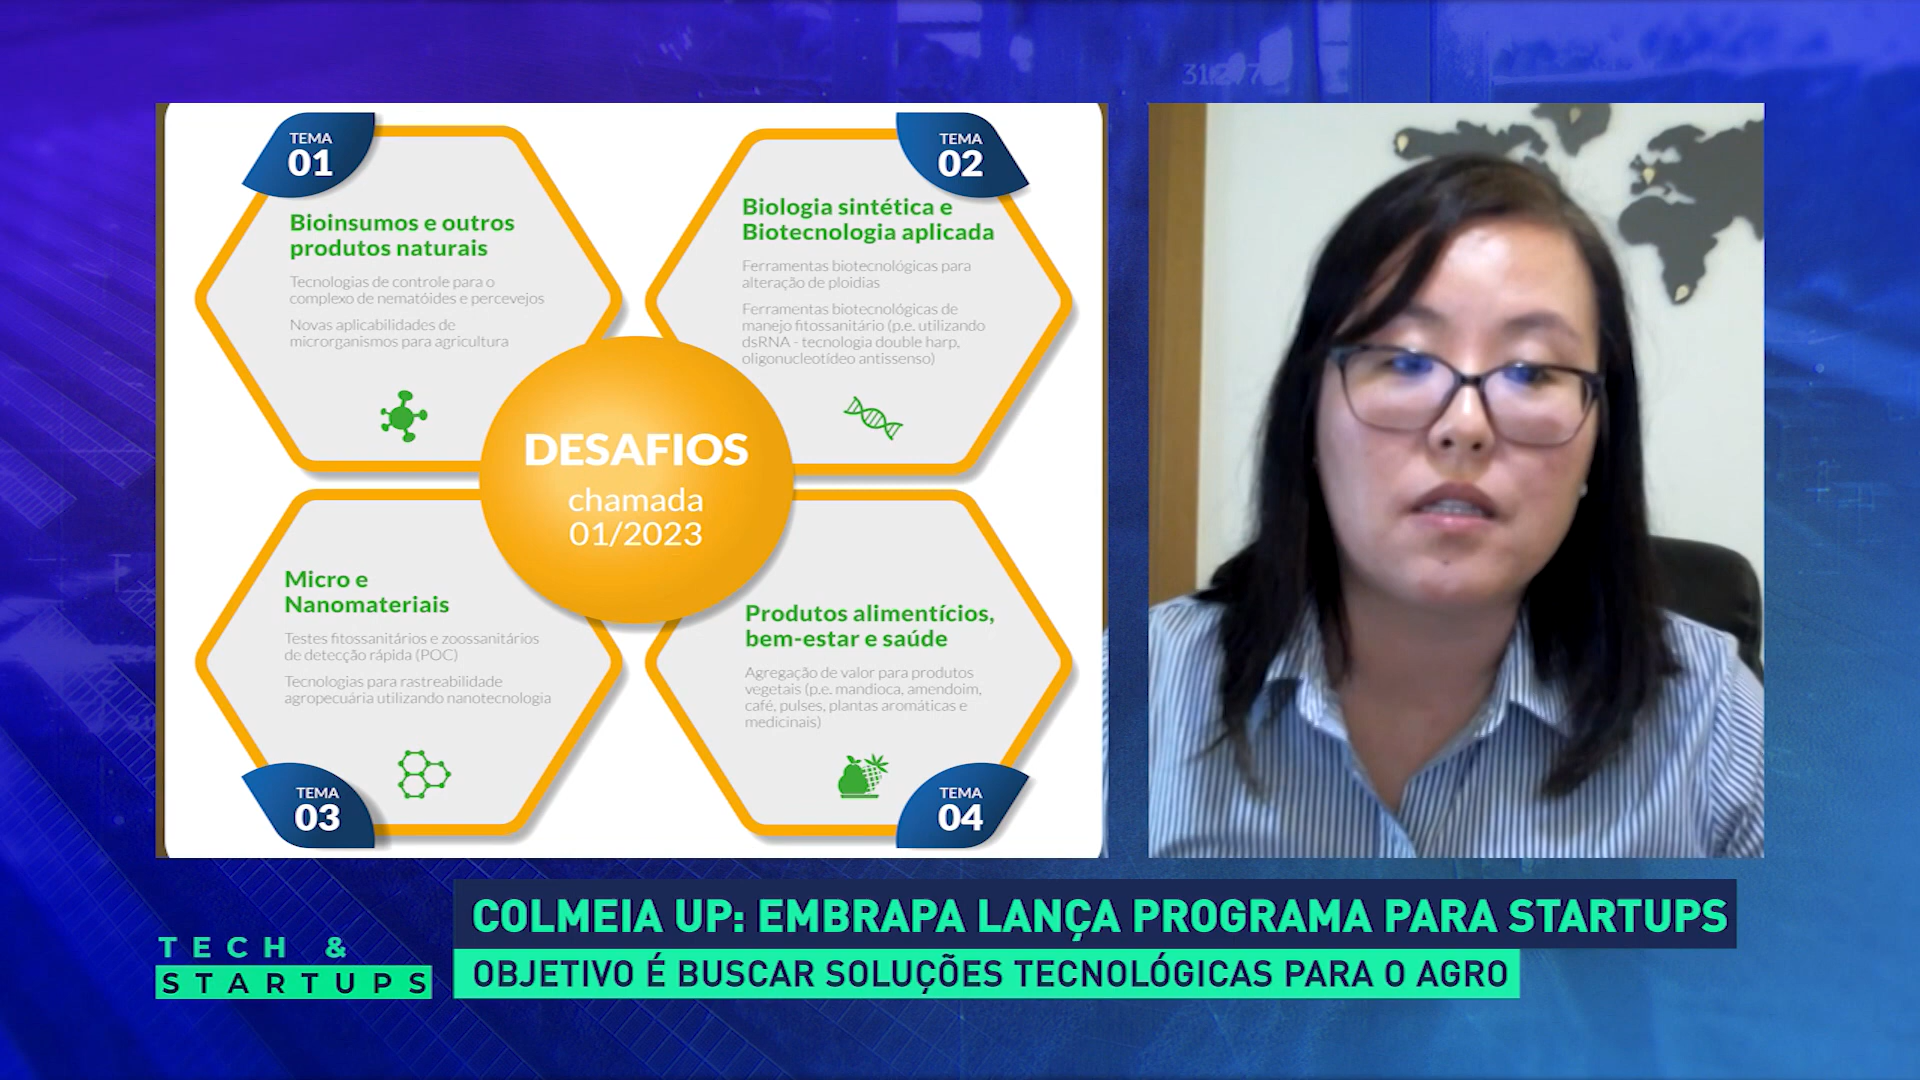 TEMA
01
Bioinsumos e outros
produtos naturais
Tecnologias de controle para o
complexo de nematóides e percevejos
Novas aplicabilidades de
microrganismos para agricultura
TEMA
02
Biologia sintética e
Biotecnologia aplicada
Ferramentas biotecnológicas para
alteração de ploidias
Ferramentas biotecnológicas de
manejo fitossanitário (p.e. utilizando
dsRNA - tecnologia double harp,
oligonucleotídeo antissenso)
DESAFIOS
chamada
01/2023
Micro e
Nanomateriais
Testes fitossanitários e zoossanitários
de detecção rápida (POC)
Tecnologias para rastreabilidade
agropecuária utilizando nanotecnologia
TEMA
03
Produtos alimentícios,
bem-estar e saúde
Agregação de valor para produtos
vegetais (p.e. mandioca, amendoim,
café, pulses, plantas aromáticas e
medicinais)
TEMA
04
TECH &
STARTUPS
COLMEIA UP: EMBRAPA LANÇA PROGRAMA PARA STARTUPS
OBJETIVO É BUSCAR SOLUÇÕES TECNOLÓGICAS PARA O AGRO